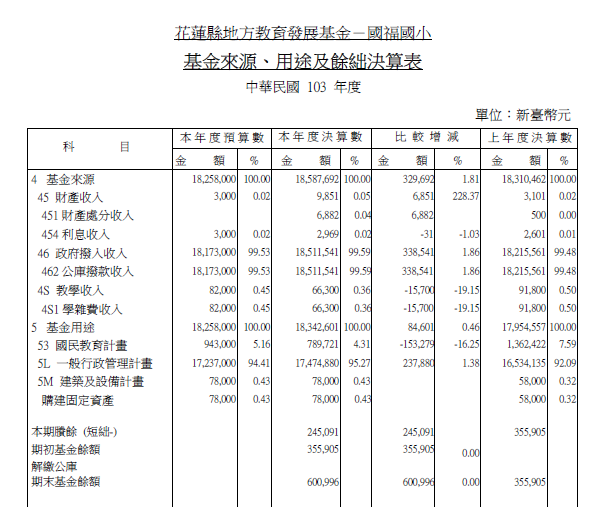 花蓮縣地方教育發展基金－國福國小
基金來源、用途及餘絀決算表
中華民國 103 年度
單位：新臺幣元
科 目 本年度預算數 本年度決算數 比較增減 上年度決算數
金 額 % 金 額 % 金 額 % 金 額 %
4 基金來源 18,258,000 100.00 18,587,692 100.00 329,692 1.81 18,310,462 100.00
45 財產收入 3,000 0.02 9,851 0.05 6,851 228.37 3,101 0.02
451財產處分收入 6,882 0.04 6,882 500 0.00
454利息收入 3,000 0.02 2,969 0.02 -31 -1.03 2,601 0.01
46 政府撥入收入 18,173,000 99.53 18,511,541 99.59 338,541 1.86 18,215,561 99.48
462公庫撥款收入 18,173,000 99.53 18,511,541 99.59 338,541 1.86 18,215,561 99.48
4S 教學收入 82,000 0.45 66,300 0.36 -15,700 -19.15 91,800 0.50
4S1學雜費收入 82,000 0.45 66,300 0.36 -15,700 -19.15 91,800 0.50
5 基金用途 18,258,000 100.00 18,342,601 100.00 84,601 0.46 17,954,557 100.00
53 國民教育計畫 943,000 5.16 789,721 4.31 -153,279 -16.25 1,362,422 7.59
5L 一般行政管理計畫 17,237,000 94.41 17,474,880 95.27 237,880 1.38 16,534,135 92.09
5M 建築及設備計畫 78,000 0.43 78,000 0.43 58,000 0.32
購建固定資產 78,000 0.43 78,000 0.43 58,000 0.32
本期賸餘 (短絀-) 245,091 245,091 355,905
期初基金餘額 355,905 355,905 0.00
解繳公庫
期末基金餘額 600,996 600,996 0.00 355,905